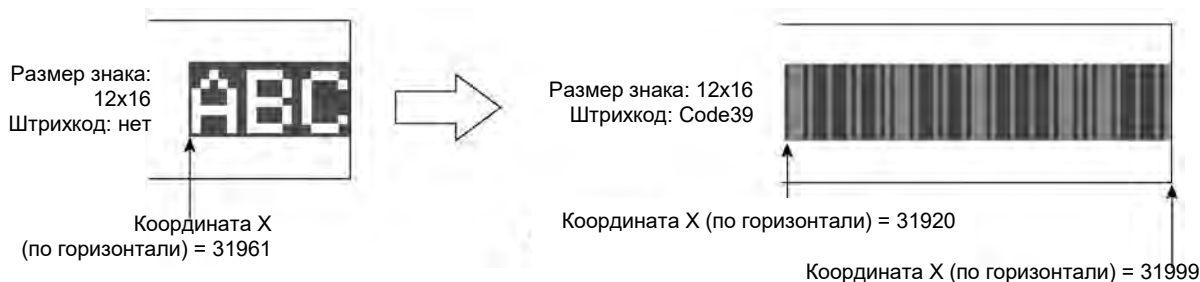 Размер знака:
12x16
Штрихкод: нет
ABC
Координата X
(по горизонтали) = 31961
Размер знака: 12x16
Штрихкод: Code39
Координата X (по горизонтали) = 31920
Координата X (по горизонтали) = 31999